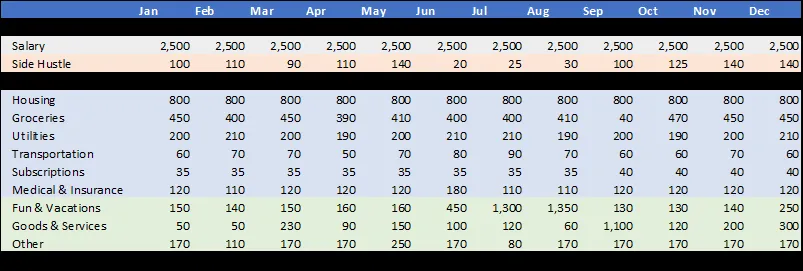 Jan Feb Mar Apr May Jun Jul Aug Sep Oct Nov Dec
Salary 2,500 2,500 2,500 2,500 2,500 2,500 2,500 2,500 2,500 2,500 2,500 2,500
Side Hustle 100 110 90 110 140 20 25 30 100 125 140 140
Housing 800 800 800 800 800 800 800 800 800 800 800 800
Groceries 450 400 450 390 410 400 400 410 40 470 450 450
Utilities 200 210 200 190 200 210 210 190 200 190 200 210
Transportation 60 70 70 50 70 80 90 70 60 60 70 60
Subscriptions 35 35 35 35 35 35 35 35 40 40 40 40
Medical & Insurance 120 110 120 120 120 180 110 110 120 120 120 120
Fun & Vacations 150 140 150 160 160 450 1,300 1,350 130 130 140 250
Goods & Services 50 50 230 90 150 100 120 60 1,100 120 200 300
Other 170 110 170 170 250 170 80 170 170 170 170 170